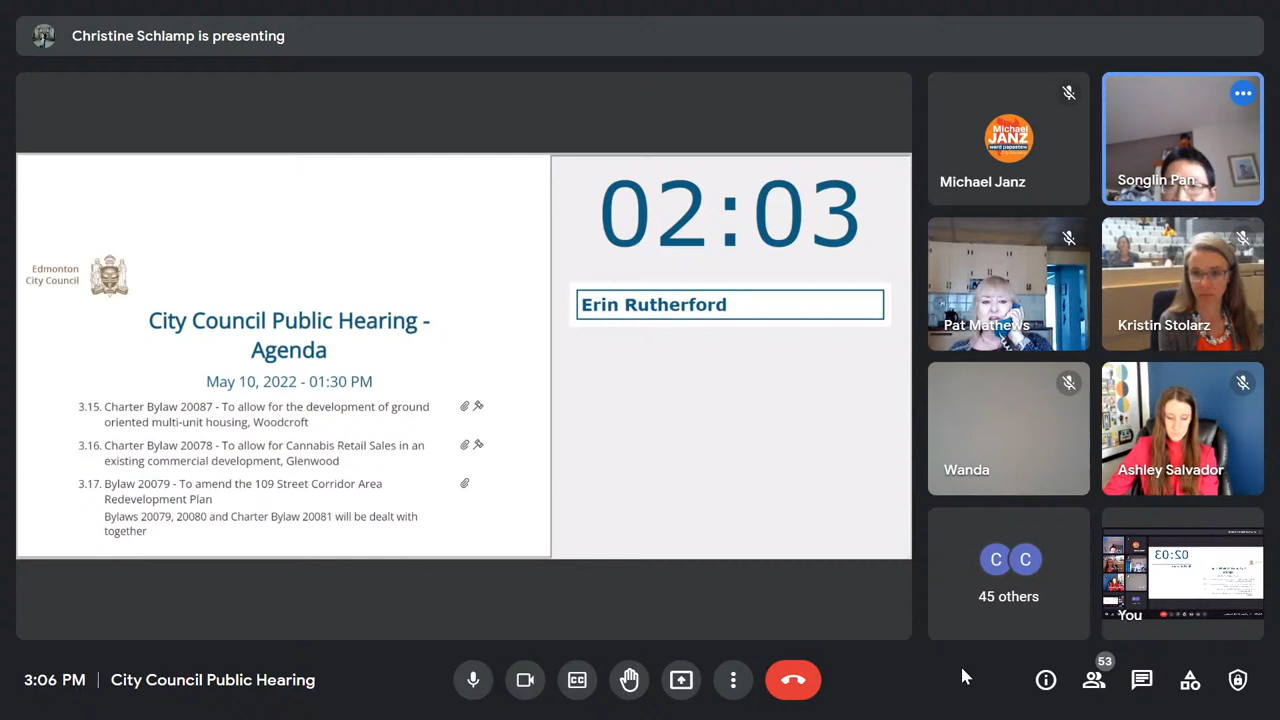 Christine Schlamp is presenting
Edmonton
City Council
City Council Public Hearing -
Agenda
May 10, 2022 - 01:30 PM
3.15. Charter Bylaw 20087 - To allow for the development of ground
oriented multi-unit housing, Woodcroft
3.16. Charter Bylaw 20078 - To allow for Cannabis Retail Sales in an
existing commercial development, Glenwood
3.17. Bylaw 20079 - To amend the 109 Street Corridor Area
Redevelopment Plan
Bylaws 20079, 20080 and Charter Bylaw 20081 will be dealt with
together
02:03
Erin Rutherford
Michael
JANZ
ward papastew
Michael Janz
Songlin Pan
Pat Mathews
Kristin Stolarz
Wanda
Ashley Salvador
C C
45 others
02:03
You
3:06 PM | City Council Public Hearing
53